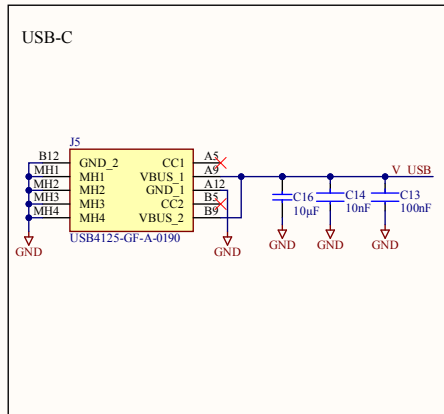 USB-C
J5
B12 GND_2 CC1 A5
MH1 MH1 VBUS_1 A9
MH2 MH2 GND_1 A12
MH3 MH3 CC2 B5
MH4 MH4 VBUS_2 B9
USB4125-GF-A-0190
V_USB
C16
10µF
C14
10nF
C13
100nF
GND
GND
GND
GND
GND